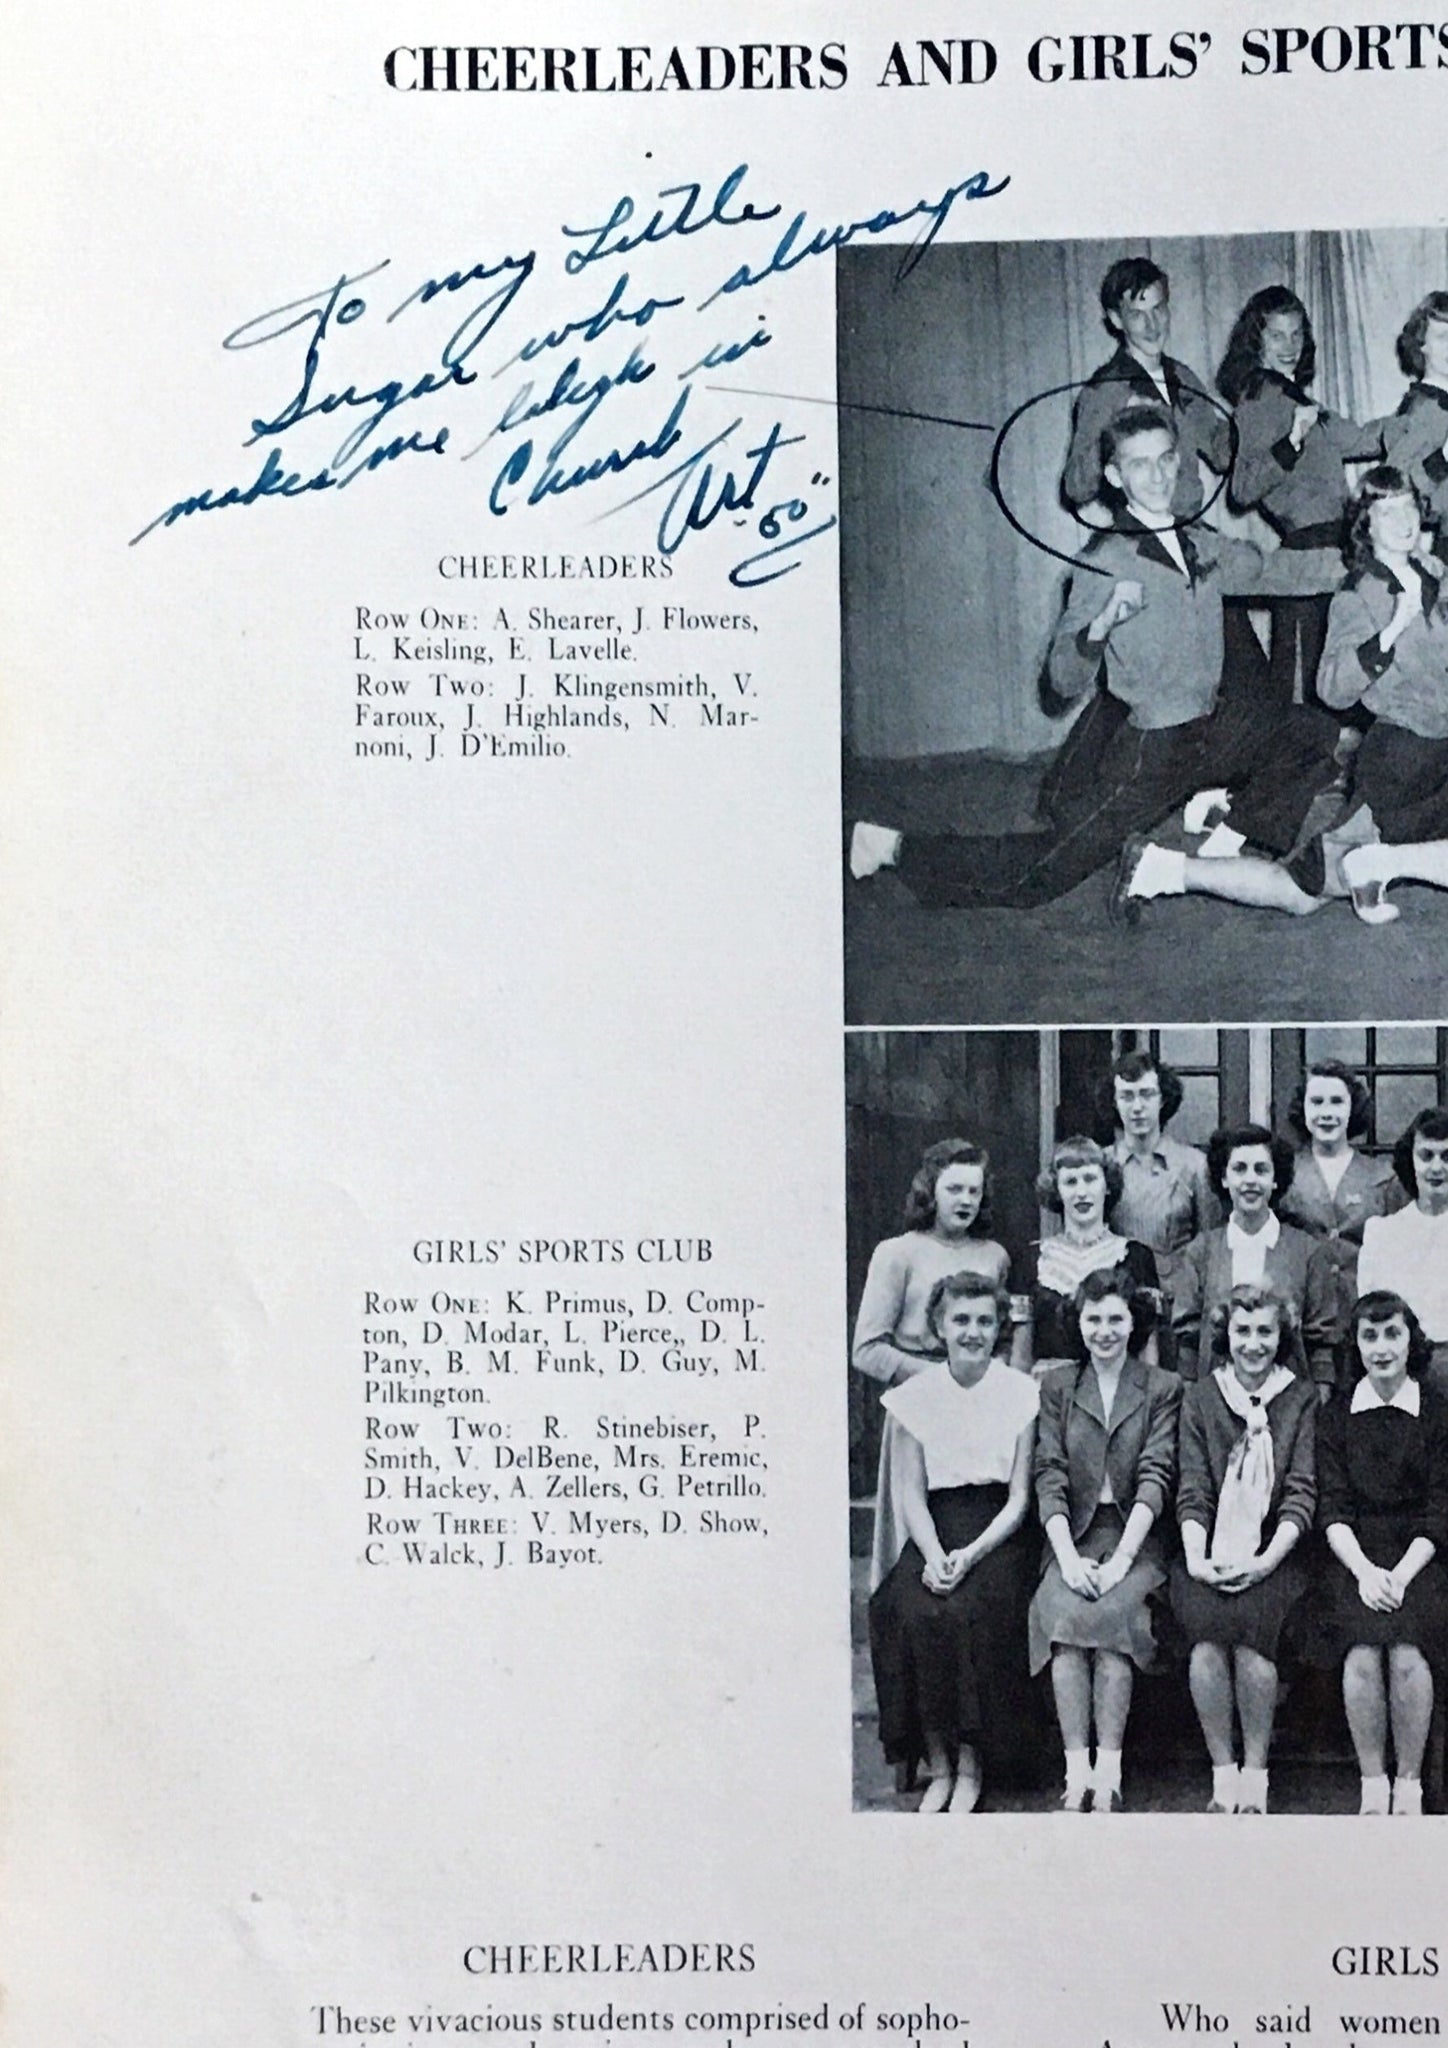 CHEERLEADERS AND GIRLS' SPORTS
To my Little
Sugar who always
makes me laugh in
Church
Art
"50"
CHEERLEADERS
Row One: A. Shearer, J. Flowers,
L. Keisling, E. Lavelle.
Row Two: J. Klingensmith, V.
Faroux, J. Highlands, N. Mar-
noni, J. D'Emilio.
GIRLS' SPORTS CLUB
Row One: K. Primus, D. Comp-
ton, D. Modar, L. Pierce,, D. L.
Pany, B. M. Funk, D. Guy, M.
Pilkington.
Row Two: R. Stinebiser, P.
Smith, V. DelBene, Mrs. Eremic,
D. Hackey, A. Zellers, G. Petrillo.
Row Three: V. Myers, D. Show,
C. Walck, J. Bayot.
CHEERLEADERS
These vivacious students comprised of sopho-
GIRLS
Who said women